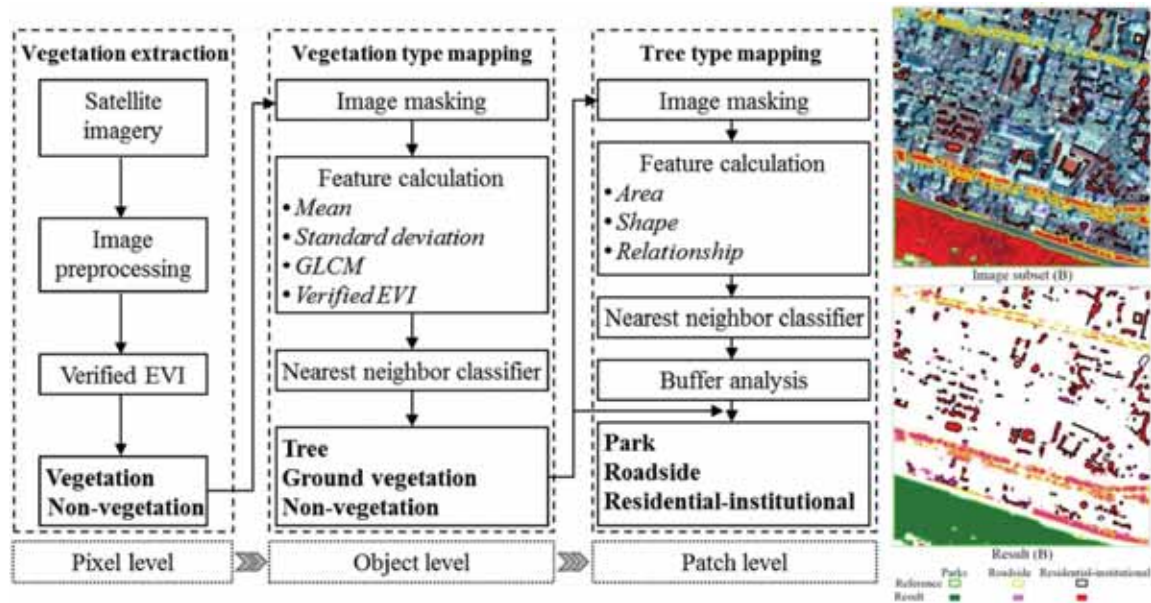 Vegetation extraction
Satellite
imagery
Image
preprocessing
Verified EVI
Vegetation
Non-vegetation
Pixel level
Vegetation type mapping
Image masking
Feature calculation
• Mean
• Standard deviation
• GLCM
• Verified EVI
Nearest neighbor classifier
Tree
Ground vegetation
Non-vegetation
Object level
Tree type mapping
Image masking
Feature calculation
• Area
• Shape
• Relationship
Nearest neighbor classifier
Buffer analysis
Park
Roadside
Residential-institutional
Patch level
Image subset (B)
Result (B)
Parks Roadside Residential-institutional
Reference
Result